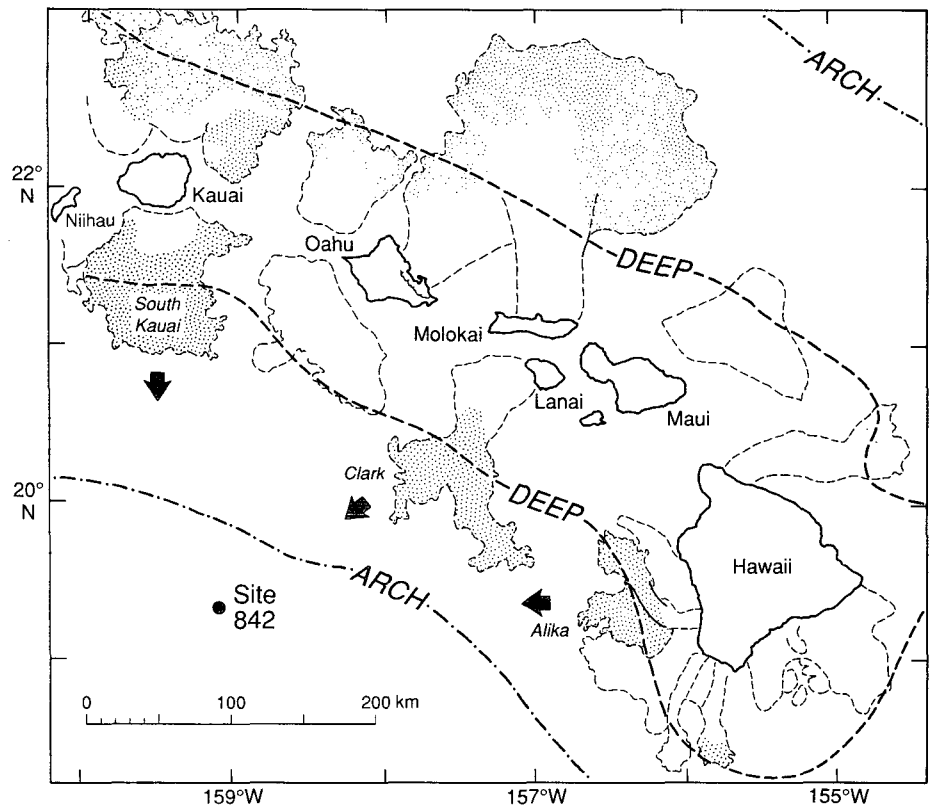 ARCH
22°
N
Kauai
Niihau
Oahu
DEEP
South
Kauai
Molokai
Lanai
Maui
Clark
20°
N
DEEP
Hawaii
ARCH
Site
842
Alika
0 100 200 km
159°W 157°W 155°W